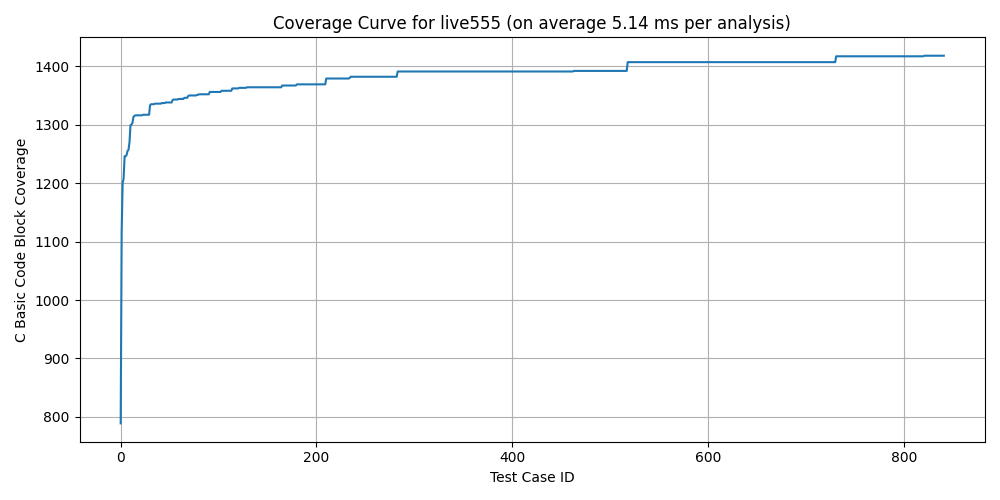 Coverage Curve for live555 (on average 5.14 ms per analysis)
C Basic Code Block Coverage
1400
1300
1200
1100
1000
900
800
0 200 400 600 800
Test Case ID